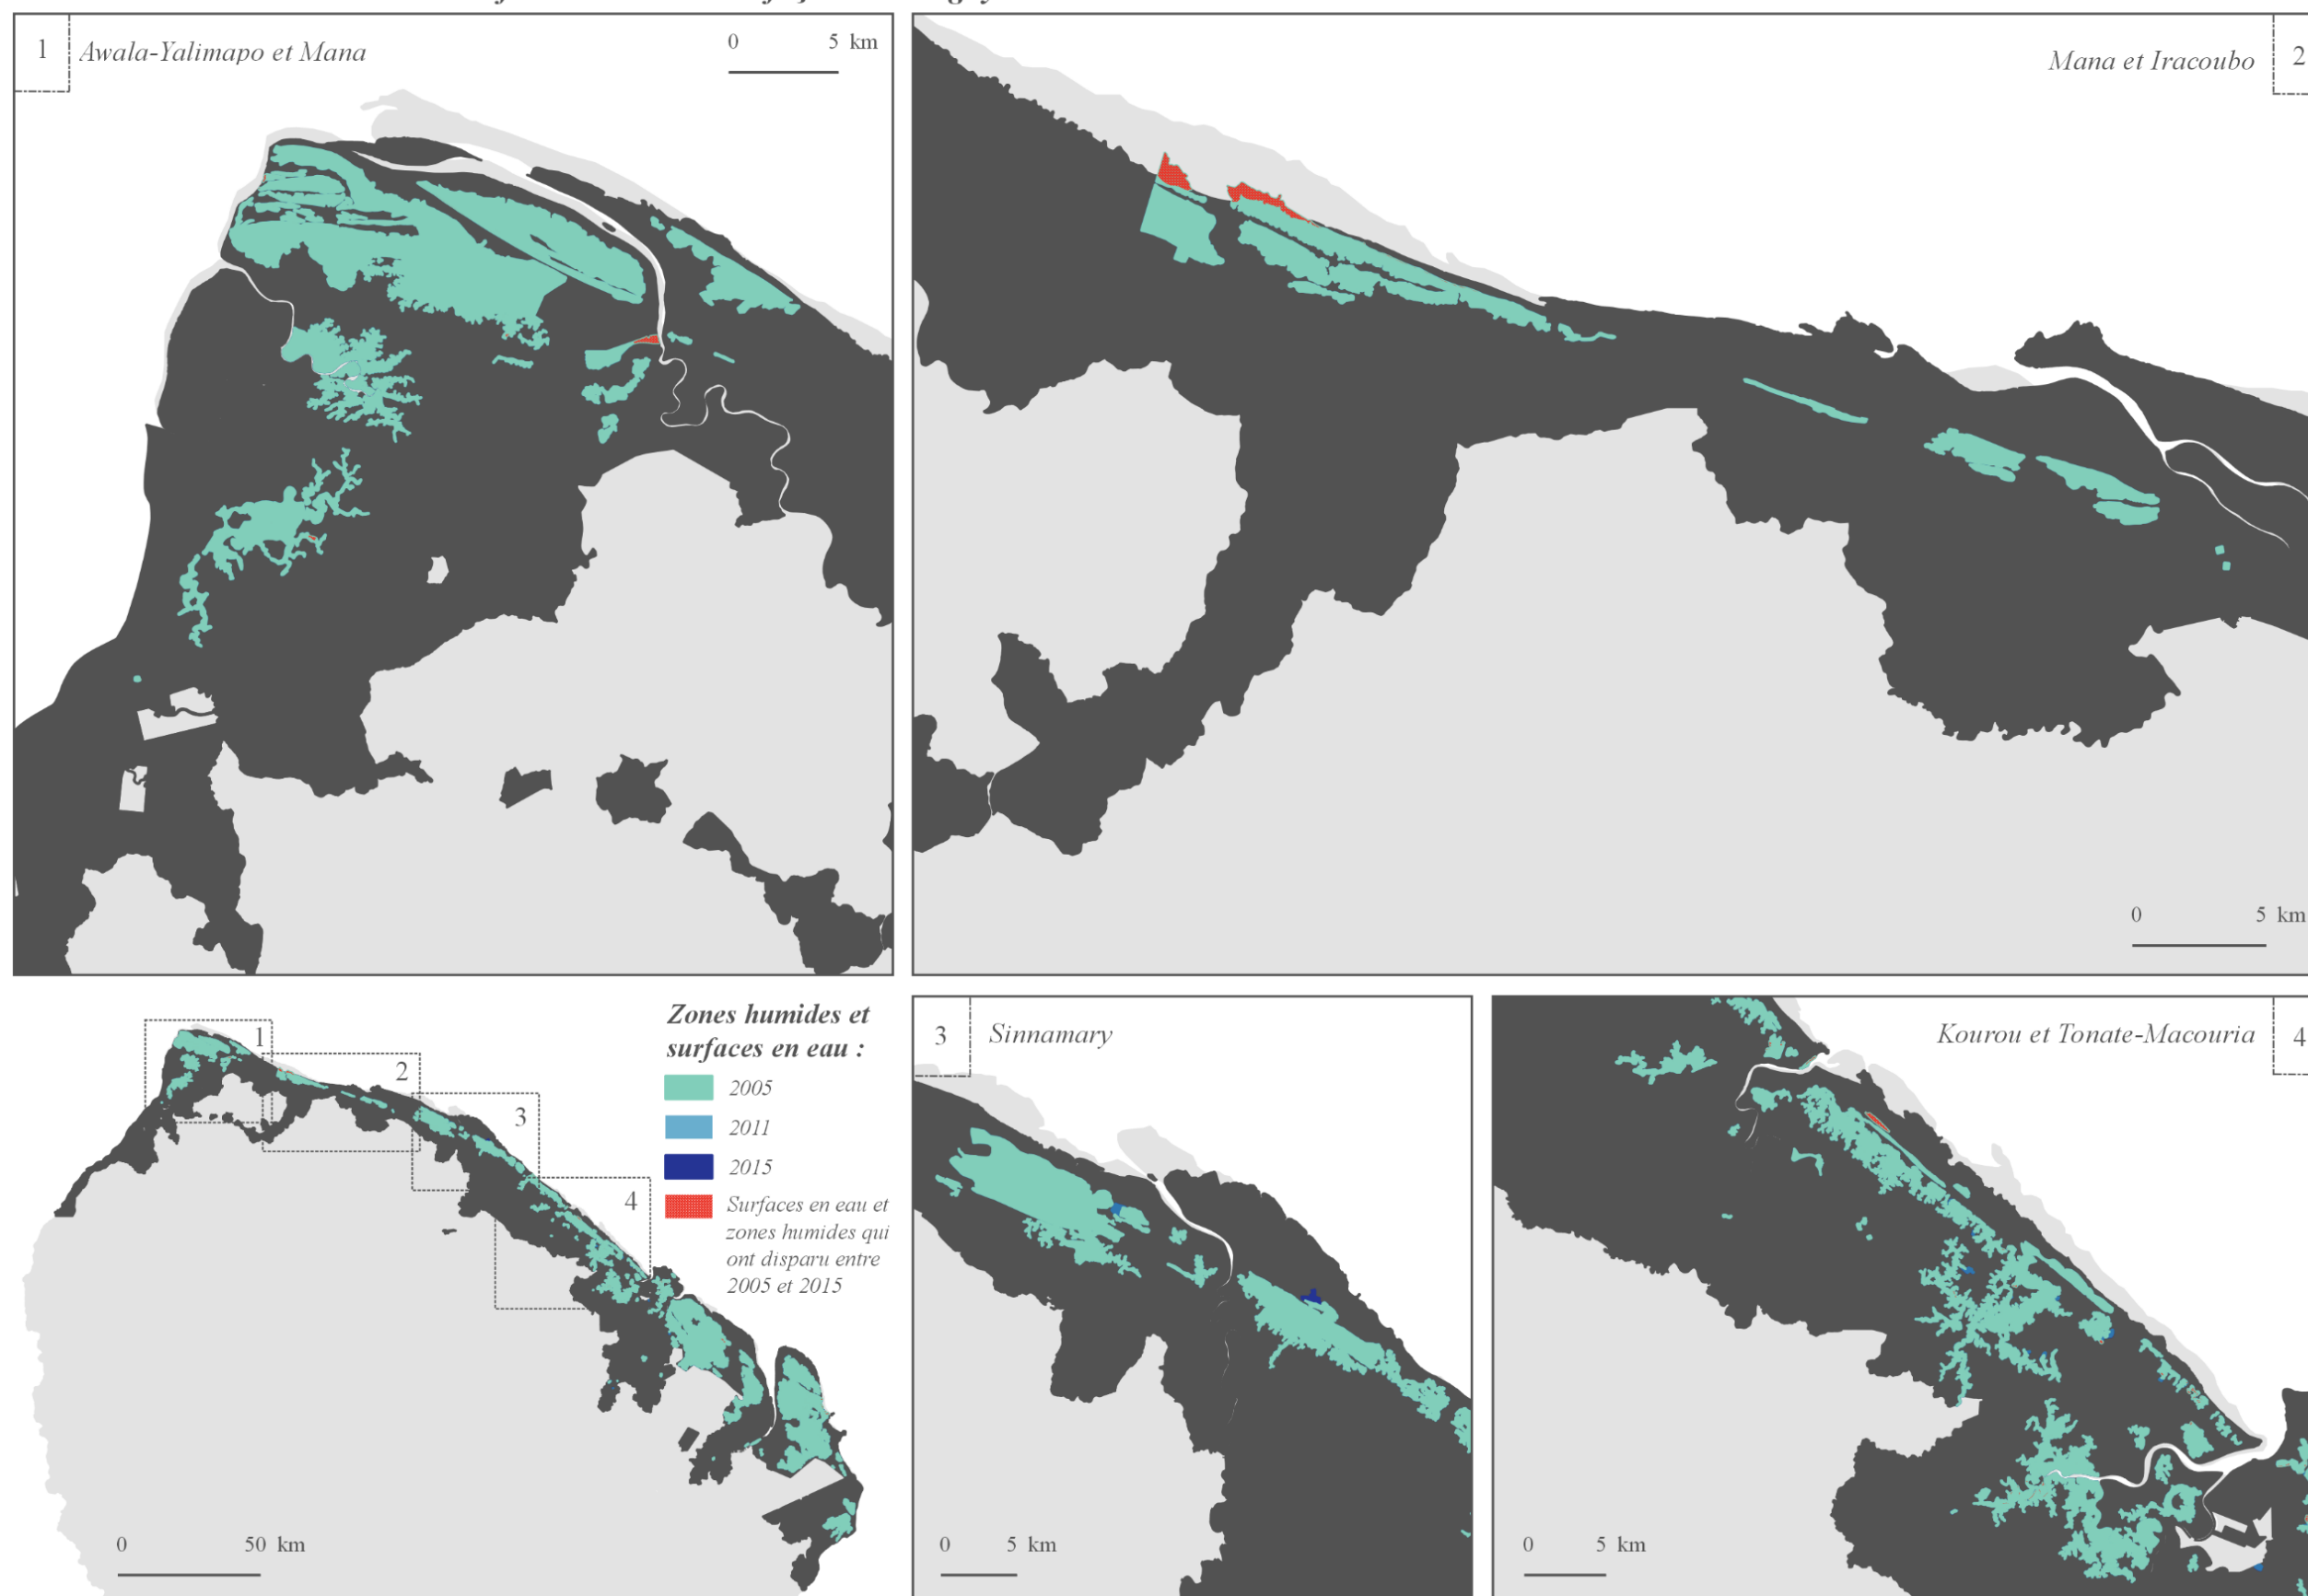 1
Awala-Yalimapo et Mana
0 5 km
Mana et Iracoubo
2
0 5 km
Zones humides et
surfaces en eau :
2005
2011
2015
Surfaces en eau et
zones humides qui
ont disparu entre
2005 et 2015
1
2
3
4
0 50 km
3
Sinnamary
0 5 km
Kourou et Tonate-Macouria
4
0 5 km